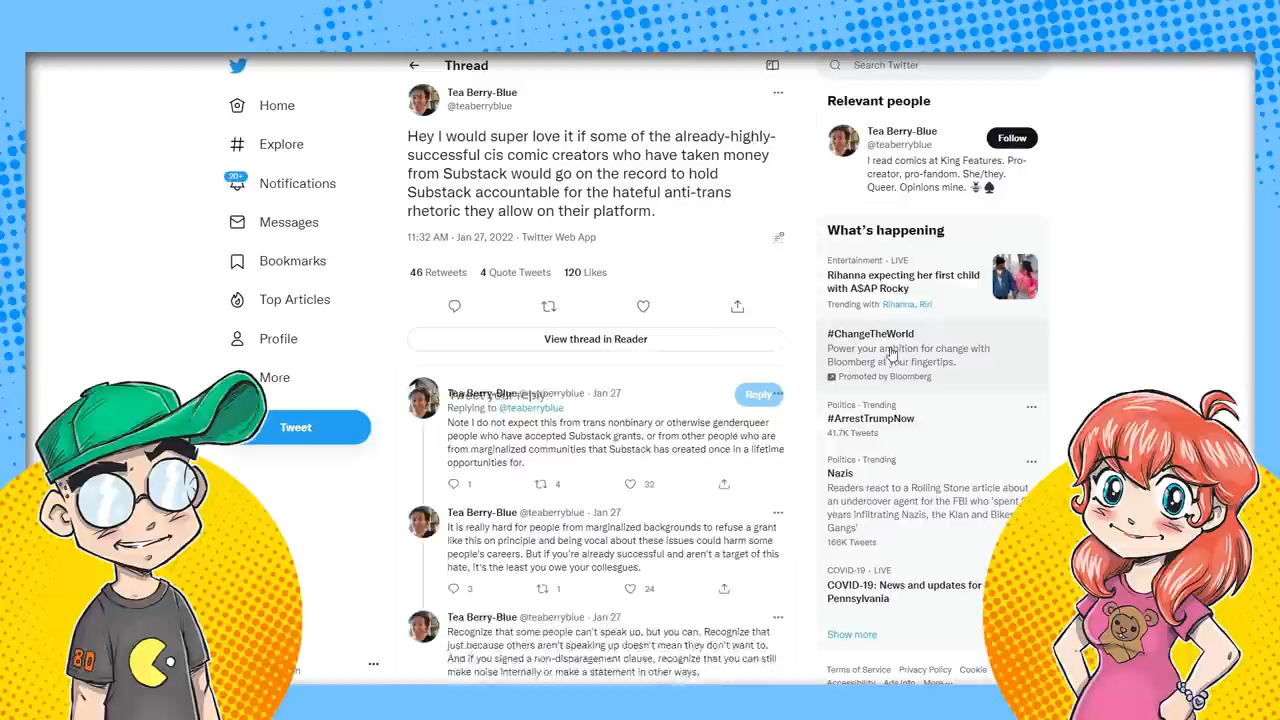 Home
Explore
20+
Notifications
Messages
Bookmarks
Top Articles
Profile
More
Tweet
Thread
Tea Berry-Blue
@teaberryblue
Hey I would super love it if some of the already-highly-
successful cis comic creators who have taken money
from Substack would go on the record to hold
Substack accountable for the hateful anti-trans
rhetoric they allow on their platform.
11:32 AM · Jan 27, 2022 · Twitter Web App
46 Retweets 4 Quote Tweets 120 Likes
View thread in Reader
Tweet your reply
Reply
Tea Berry-Blue @teaberryblue · Jan 27
Replying to @teaberryblue
Note I do not expect this from trans nonbinary or otherwise genderqueer
people who have accepted Substack grants, or from other people who are
from marginalized communities that Substack has created once in a lifetime
opportunities for.
1 4 32
Tea Berry-Blue @teaberryblue · Jan 27
It is really hard for people from marginalized backgrounds to refuse a grant
like this on principle and being vocal about these issues could harm some
people's careers. But if you're already successful and aren't a target of this
hate, it's the least you owe your colleagues.
3 1 24
Tea Berry-Blue @teaberryblue · Jan 27
Recognize that some people can't speak up, but you can. Recognize that
just because others aren't speaking up doesn't mean they don't want to.
And if you signed a non-disparagement clause, recognize that you can still
make noise internally or make a statement in other ways.
Search Twitter
Relevant people
Tea Berry-Blue
@teaberryblue
Follow
I read comics at King Features. Pro-
creator, pro-fandom. She/they.
Queer. Opinions mine.
What's happening
Entertainment · LIVE
Rihanna expecting her first child
with A$AP Rocky
Trending with Rihanna, Riri
#ChangeTheWorld
Power your ambition for change with
Bloomberg at your fingertips.
Promoted by Bloomberg
Politics · Trending
#ArrestTrumpNow
41.7K Tweets
Politics · Trending
Nazis
Readers react to a Rolling Stone article about
an undercover agent for the FBI who 'spent
years infiltrating Nazis, the Klan and Biker
Gangs'
166K Tweets
COVID-19 · LIVE
COVID-19: News and updates for
Pennsylvania
Show more
Terms of Service Privacy Policy Cookie
Accessibility Ads info More
80